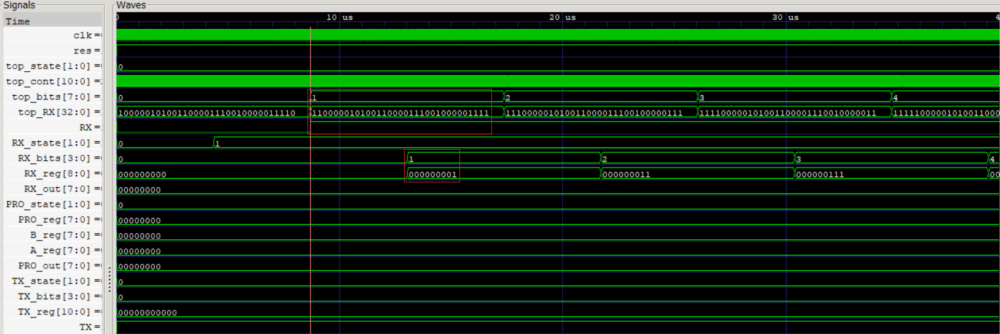 Signals Waves
Time 0 10 us 20 us 30 us 4
clk =
res =
top_state[1:0] = 0
top_cont[10:0] =
top_bits[7:0] = 0 1 2 3 4
top_RX[32:0] = 100000101001100001110010000011110 110000010100110000111001000001111 111000001010011000011100100000111 111100000101001100001110010000011 11111000001010011000
RX =
RX_state[1:0] = 0 1
RX_bits[3:0] = 0 1 2 3 4
RX_reg[8:0] = 000000000 000000001 000000011 000000111 00
RX_out[7:0] = 00000000
PRO_state[1:0] = 0
PRO_reg[7:0] = 00000000
B_reg[7:0] = 00000000
A_reg[7:0] = 00000000
PRO_out[7:0] = 00000000
TX_state[1:0] = 0
TX_bits[3:0] = 0
TX_reg[10:0] = 00000000000
TX =